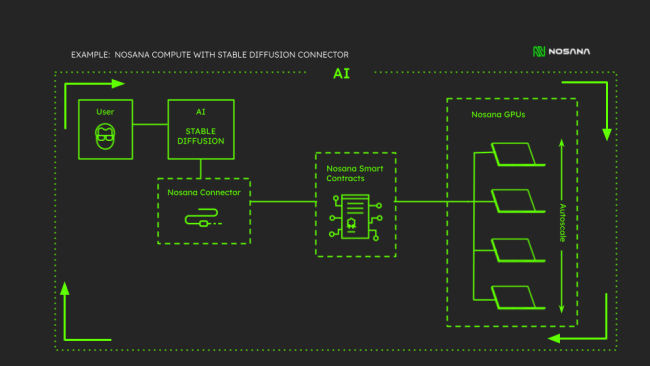 EXAMPLE: NOSANA COMPUTE WITH STABLE DIFFUSION CONNECTOR
NOSANA
AI
User
AI
STABLE
DIFFUSION
Nosana Connector
Nosana Smart
Contracts
Nosana GPUs
Autoscale